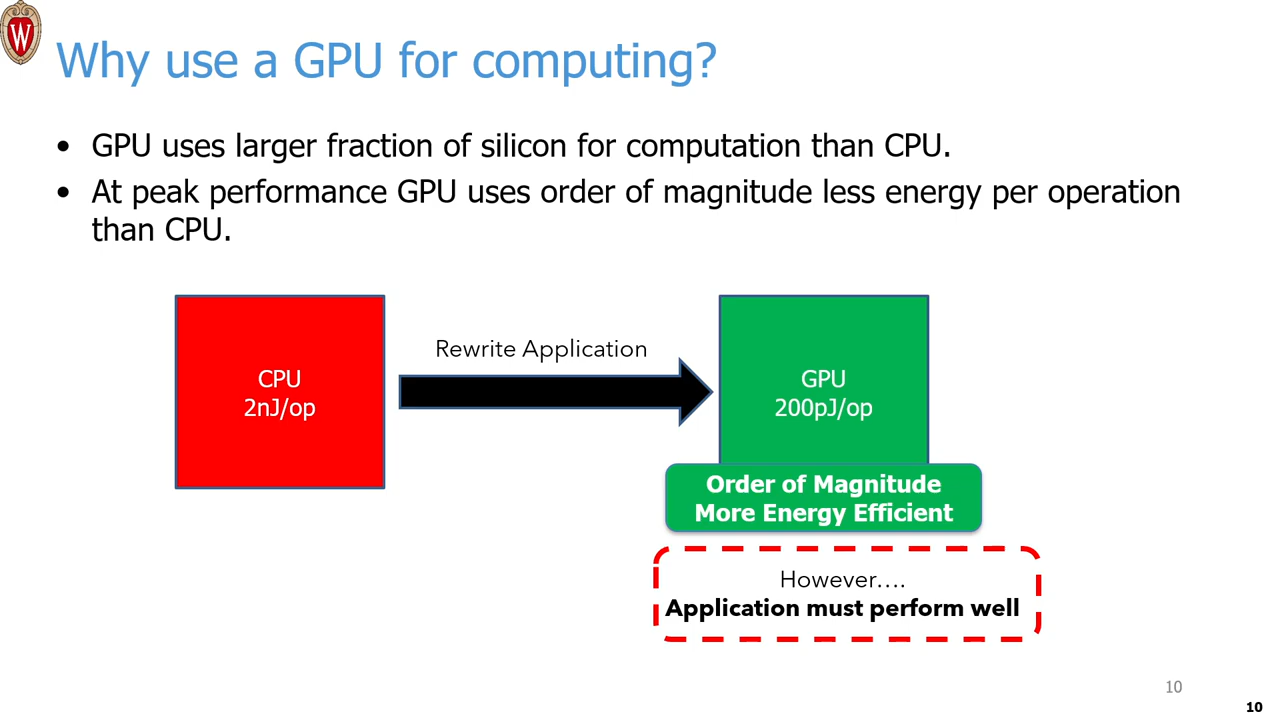 W
Why use a GPU for computing?
• GPU uses larger fraction of silicon for computation than CPU.
• At peak performance GPU uses order of magnitude less energy per operation
than CPU.
Rewrite Application
CPU
2nJ/op
GPU
200pJ/op
Order of Magnitude
More Energy Efficient
However….
Application must perform well
10
10